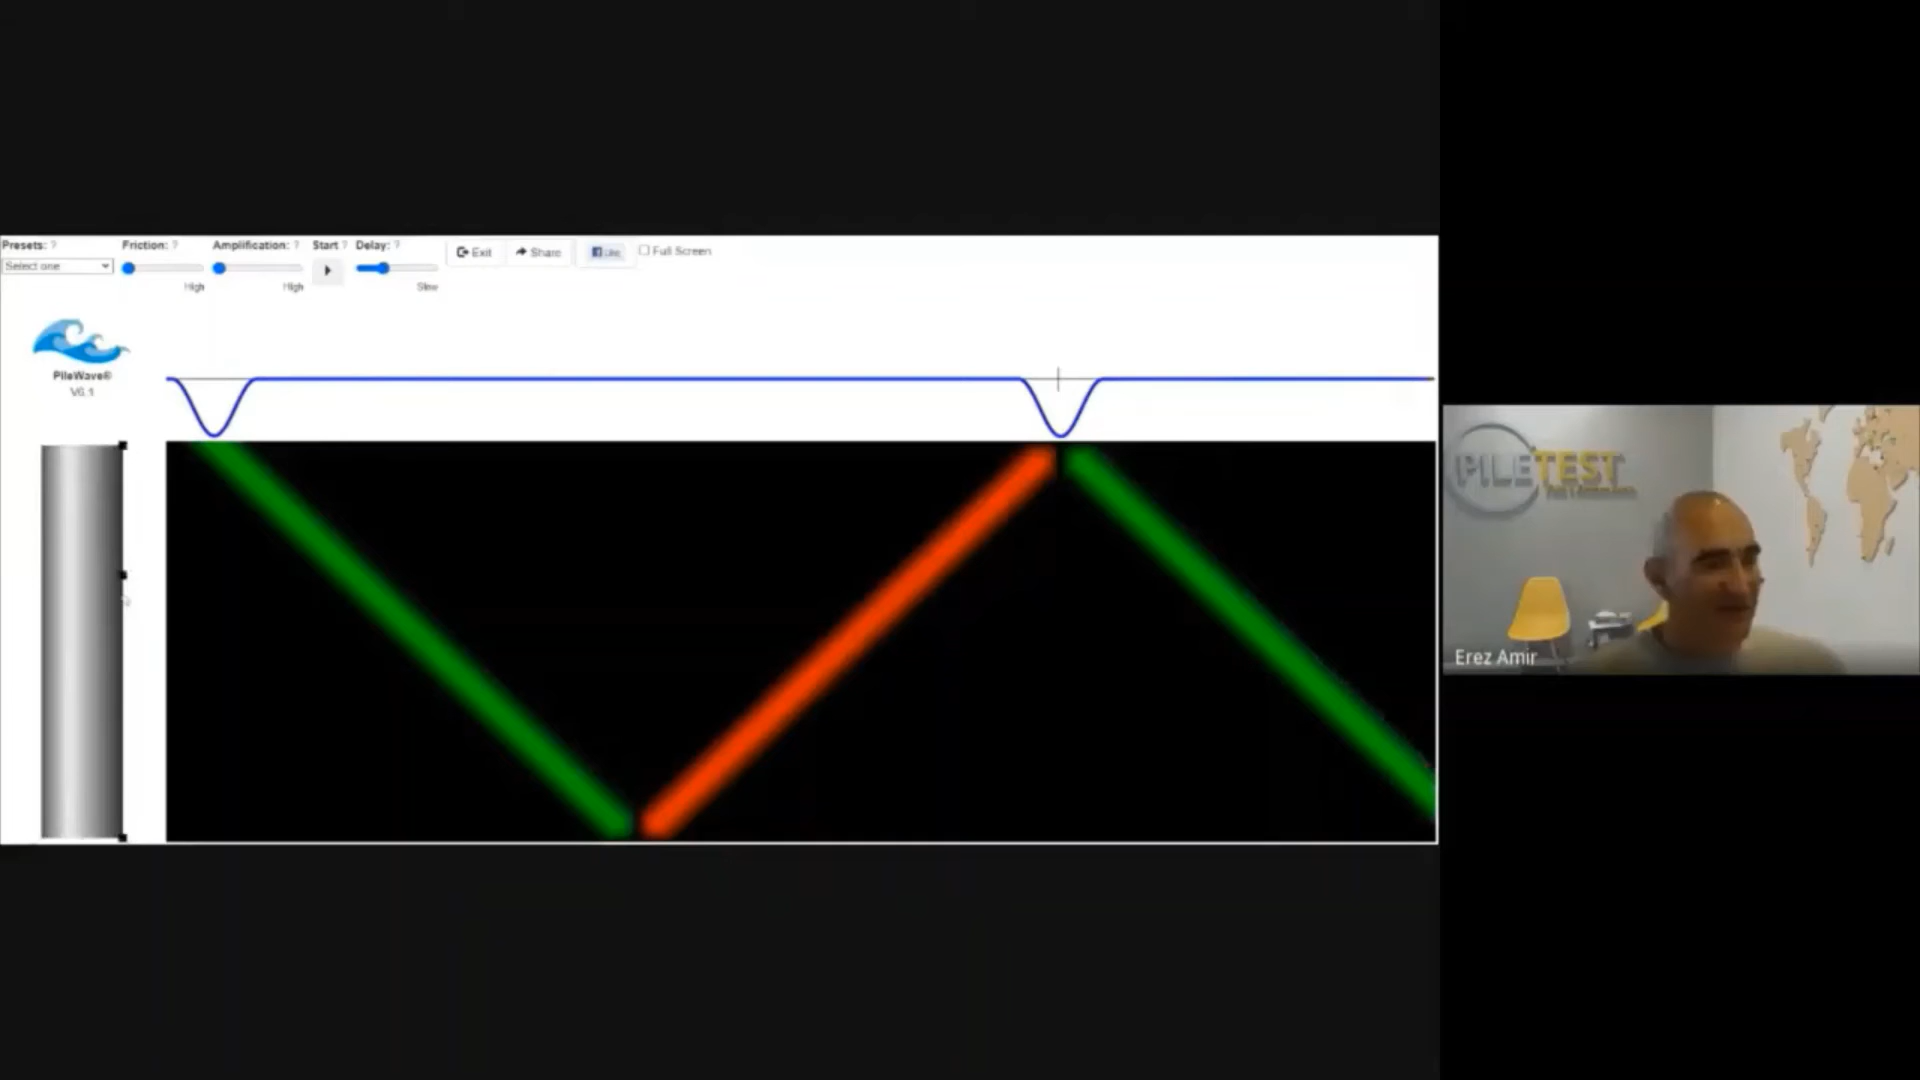 Presets: ? Friction: ? Amplification: ? Start ? Delay: ? Exit Share Like Full Screen
Select one
High High Slow
PileWave®
V6.1
PILETEST
Erez Amir